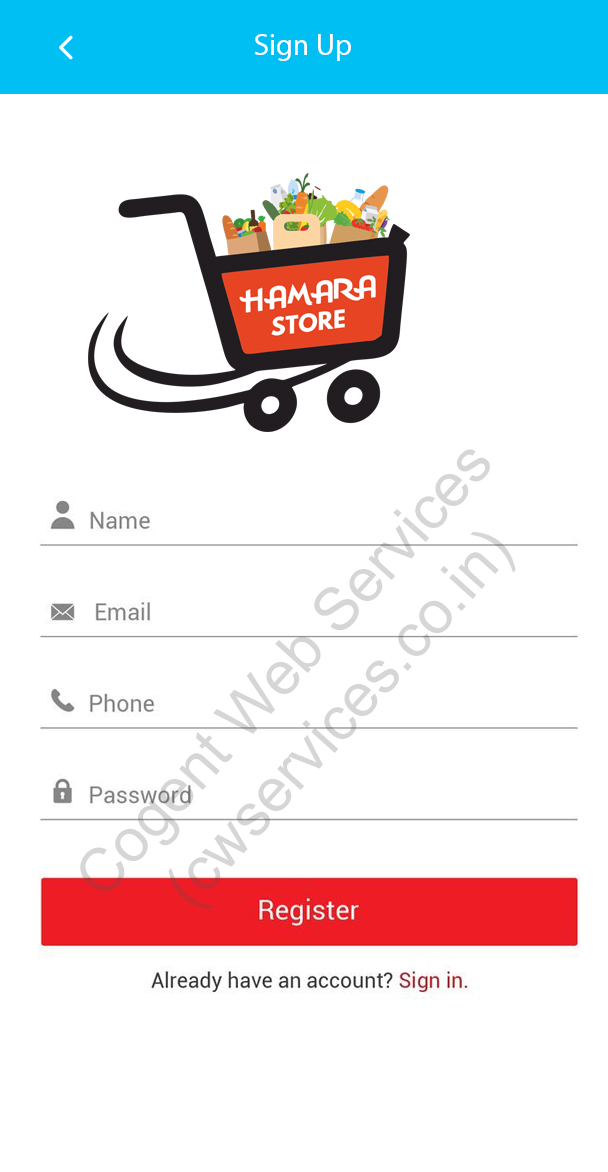 Sign Up
HAMARA
STORE
Name
Email
Phone
Password
Cogent Web Services
(cwservices.co.in)
Register
Already have an account? Sign in.